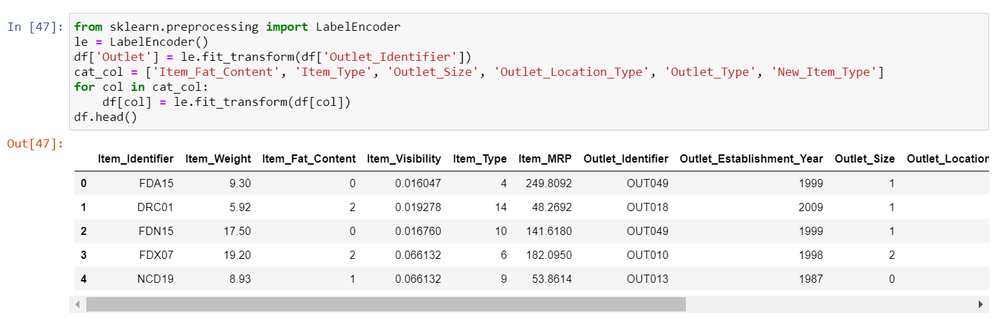 In [47]: from sklearn.preprocessing import LabelEncoder
le = LabelEncoder()
df['Outlet'] = le.fit_transform(df['Outlet_Identifier'])
cat_col = ['Item_Fat_Content', 'Item_Type', 'Outlet_Size', 'Outlet_Location_Type', 'Outlet_Type', 'New_Item_Type']
for col in cat_col:
    df[col] = le.fit_transform(df[col])
df.head()
Out[47]:
Item_Identifier Item_Weight Item_Fat_Content Item_Visibility Item_Type Item_MRP Outlet_Identifier Outlet_Establishment_Year Outlet_Size Outlet_Location
0 FDA15 9.30 0 0.016047 4 249.8092 OUT049 1999 1
1 DRC01 5.92 2 0.019278 14 48.2692 OUT018 2009 1
2 FDN15 17.50 0 0.016760 10 141.6180 OUT049 1999 1
3 FDX07 19.20 2 0.066132 6 182.0950 OUT010 1998 2
4 NCD19 8.93 1 0.066132 9 53.8614 OUT013 1987 0